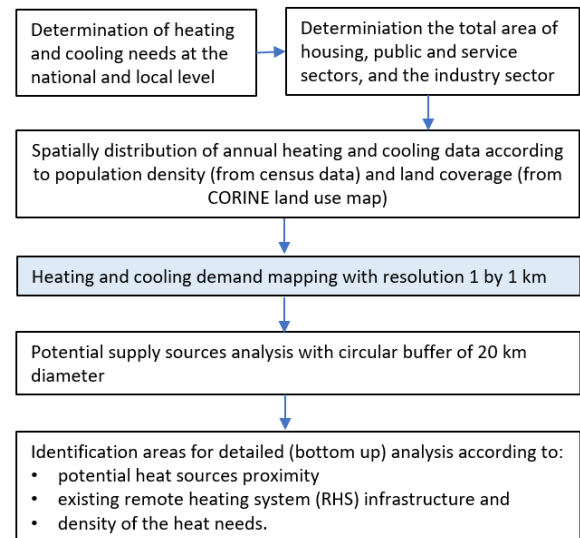 Determination of heating
and cooling needs at the
national and local level
Determiniation the total area of
housing, public and service
sectors, and the industry sector
Spatially distribution of annual heating and cooling data according
to population density (from census data) and land coverage (from
CORINE land use map)
Heating and cooling demand mapping with resolution 1 by 1 km
Potential supply sources analysis with circular buffer of 20 km
diameter
Identification areas for detailed (bottom up) analysis according to:
• potential heat sources proximity
• existing remote heating system (RHS) infrastructure and
• density of the heat needs.